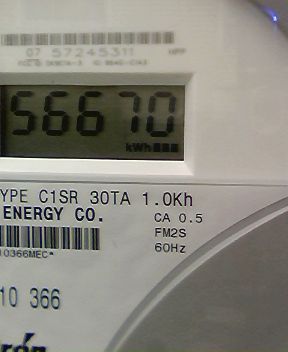 07 57245311
56670
kWh
YPE C1SR 30TA 1.0Kh
ENERGY CO.
CA 0.5
FM2S
60Hz
10366MEC*
10 366